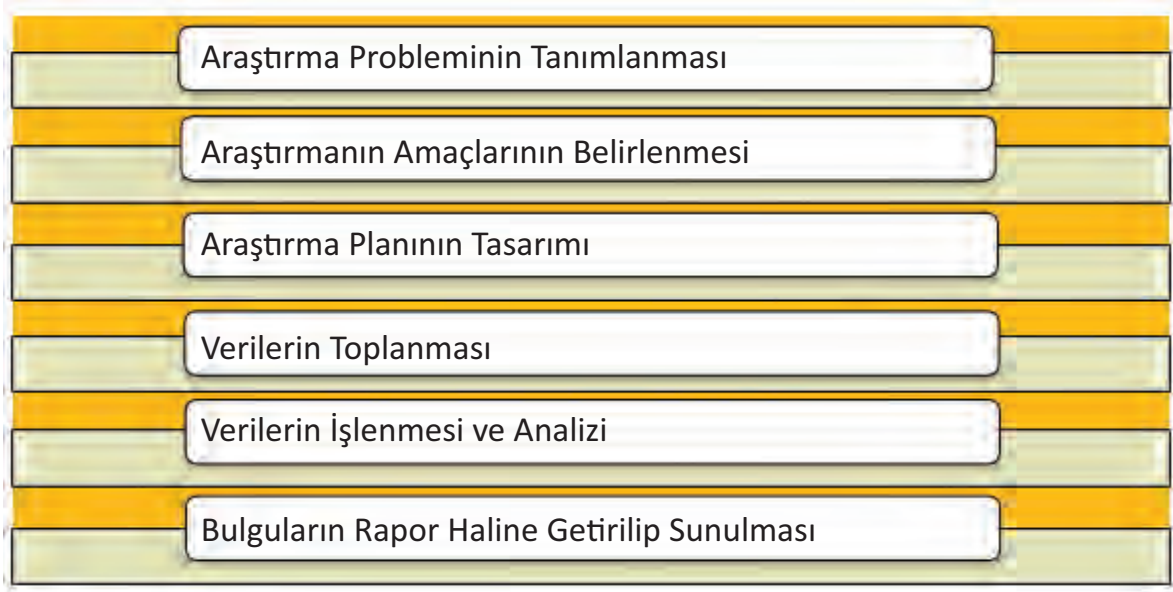 Araştırma Probleminin Tanımlanması
Araştırmanın Amaçlarının Belirlenmesi
Araştırma Planının Tasarımı
Verilerin Toplanması
Verilerin İşlenmesi ve Analizi
Bulguların Rapor Haline Getirilip Sunulması